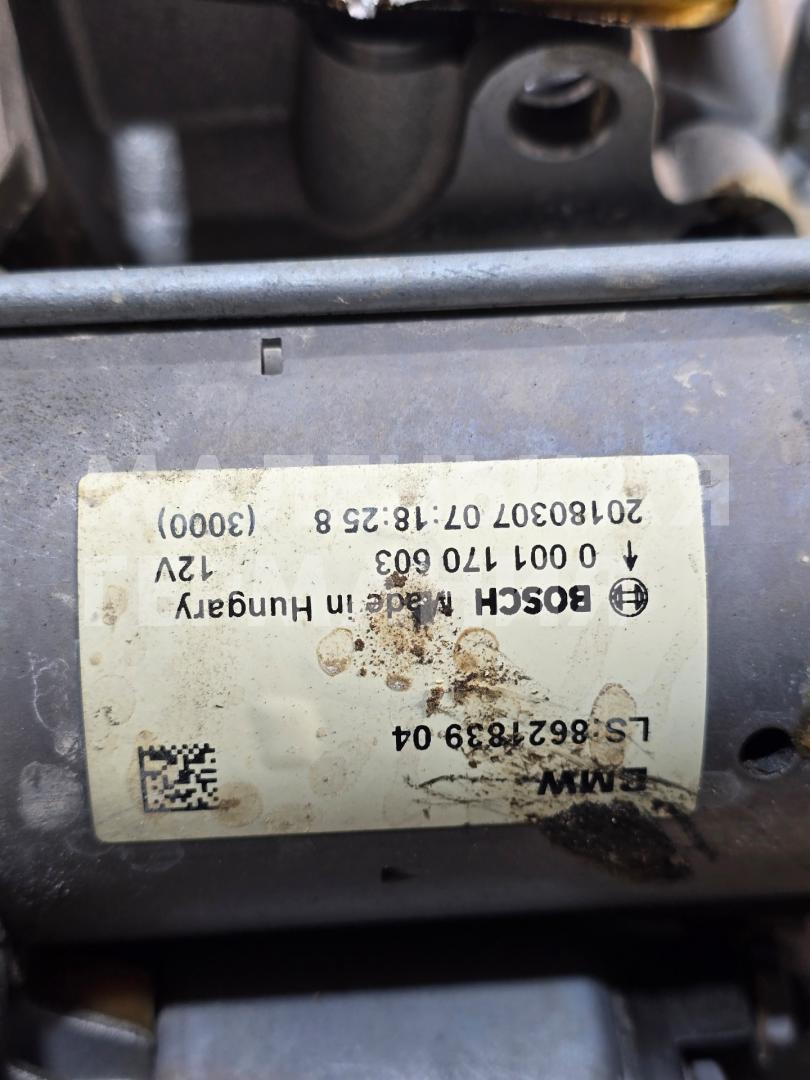 BMW
LS:8621839 04
BOSCH Made in Hungary
0 001 170 603 12V
20180307 07:18:25 8 (3000)